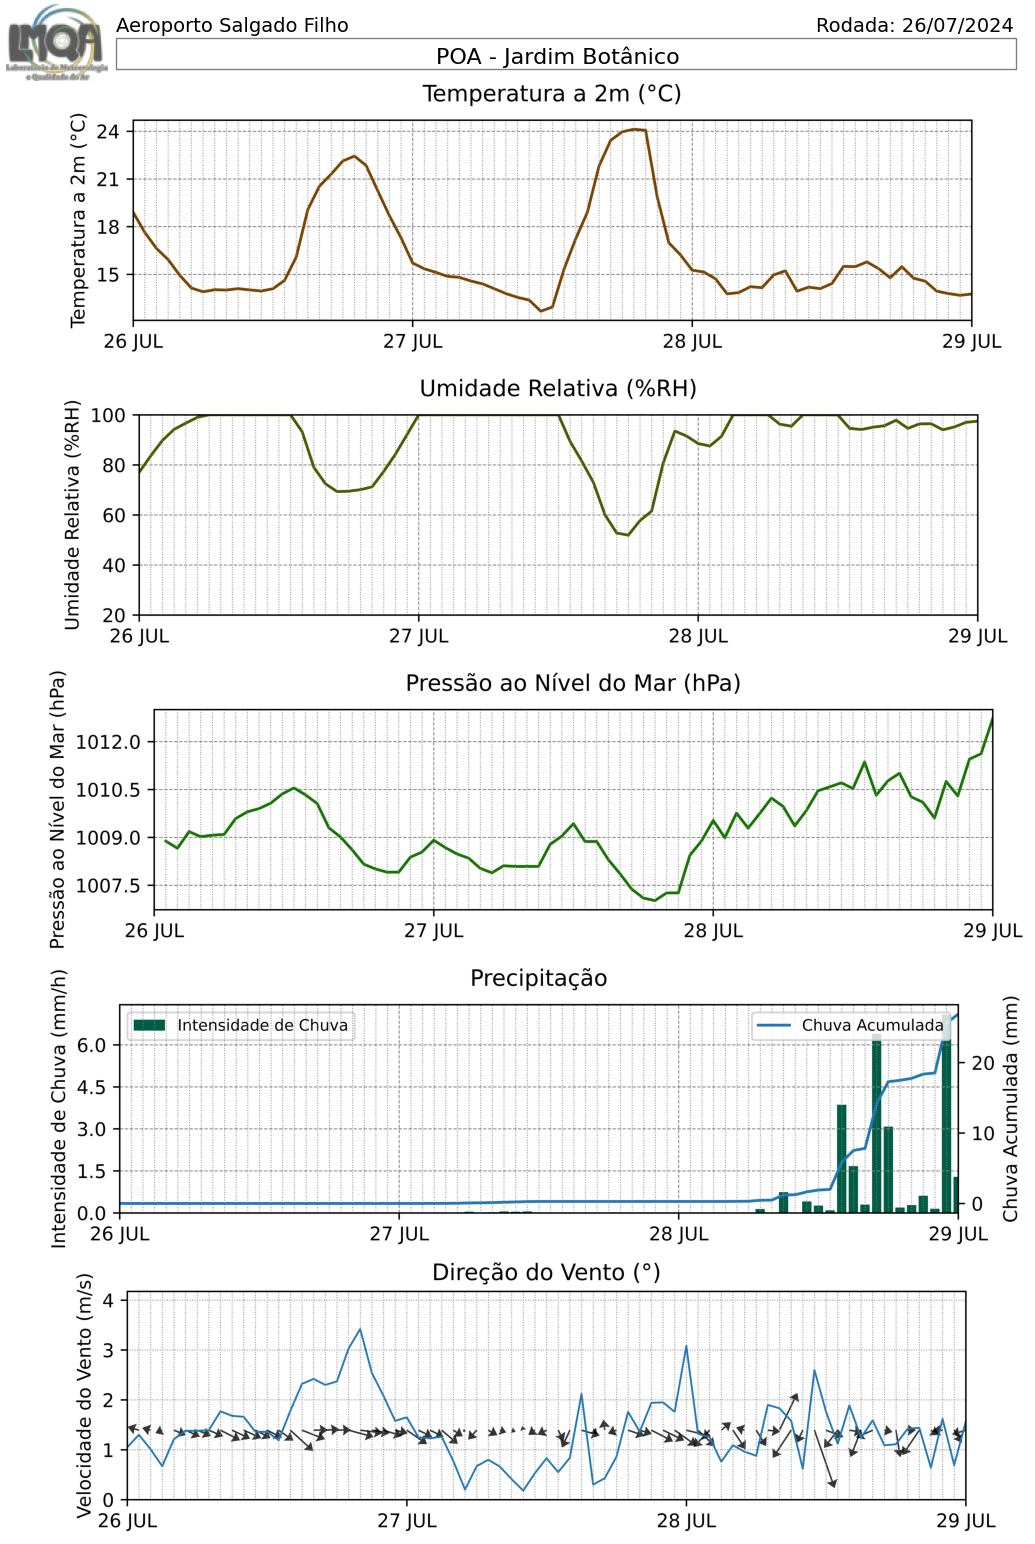 LMQA
Laboratório de Meteorologia
e Qualidade do Ar
Aeroporto Salgado Filho
Rodada: 26/07/2024
POA - Jardim Botânico
Temperatura a 2m (°C)
Temperatura a 2m (°C)
24
21
18
15
26 JUL 27 JUL 28 JUL 29 JUL
Umidade Relativa (%RH)
Umidade Relativa (%RH)
100
80
60
40
20
26 JUL 27 JUL 28 JUL 29 JUL
Pressão ao Nível do Mar (hPa)
Pressão ao Nível do Mar (hPa)
1012.0
1010.5
1009.0
1007.5
26 JUL 27 JUL 28 JUL 29 JUL
Precipitação
Intensidade de Chuva (mm/h)
6.0
4.5
3.0
1.5
0.0
Intensidade de Chuva
Chuva Acumulada
20
10
0
Chuva Acumulada (mm)
26 JUL 27 JUL 28 JUL 29 JUL
Direção do Vento (°)
Velocidade do Vento (m/s)
4
3
2
1
0
26 JUL 27 JUL 28 JUL 29 JUL